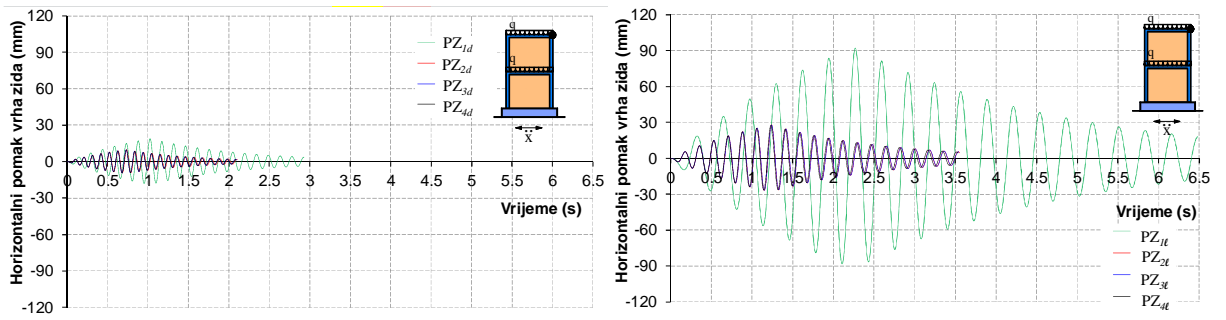 Horizontalni pomak vrha zida (mm)
120
90
60
30
0
-30
-60
-90
-120
0 0.5 1 1.5 2 2.5 3 3.5 4 4.5 5 5.5 6 6.5
Vrijeme (s)
PZ1d
PZ2d
PZ3d
PZ4d
q
q
ẍ
Horizontalni pomak vrha zida (mm)
120
90
60
30
0
-30
-60
-90
-120
0 0.5 1 1.5 2 2.5 3 3.5 4 4.5 5 5.5 6 6.5
Vrijeme (s)
PZ1ℓ
PZ2ℓ
PZ3ℓ
PZ4ℓ
q
q
ẍ